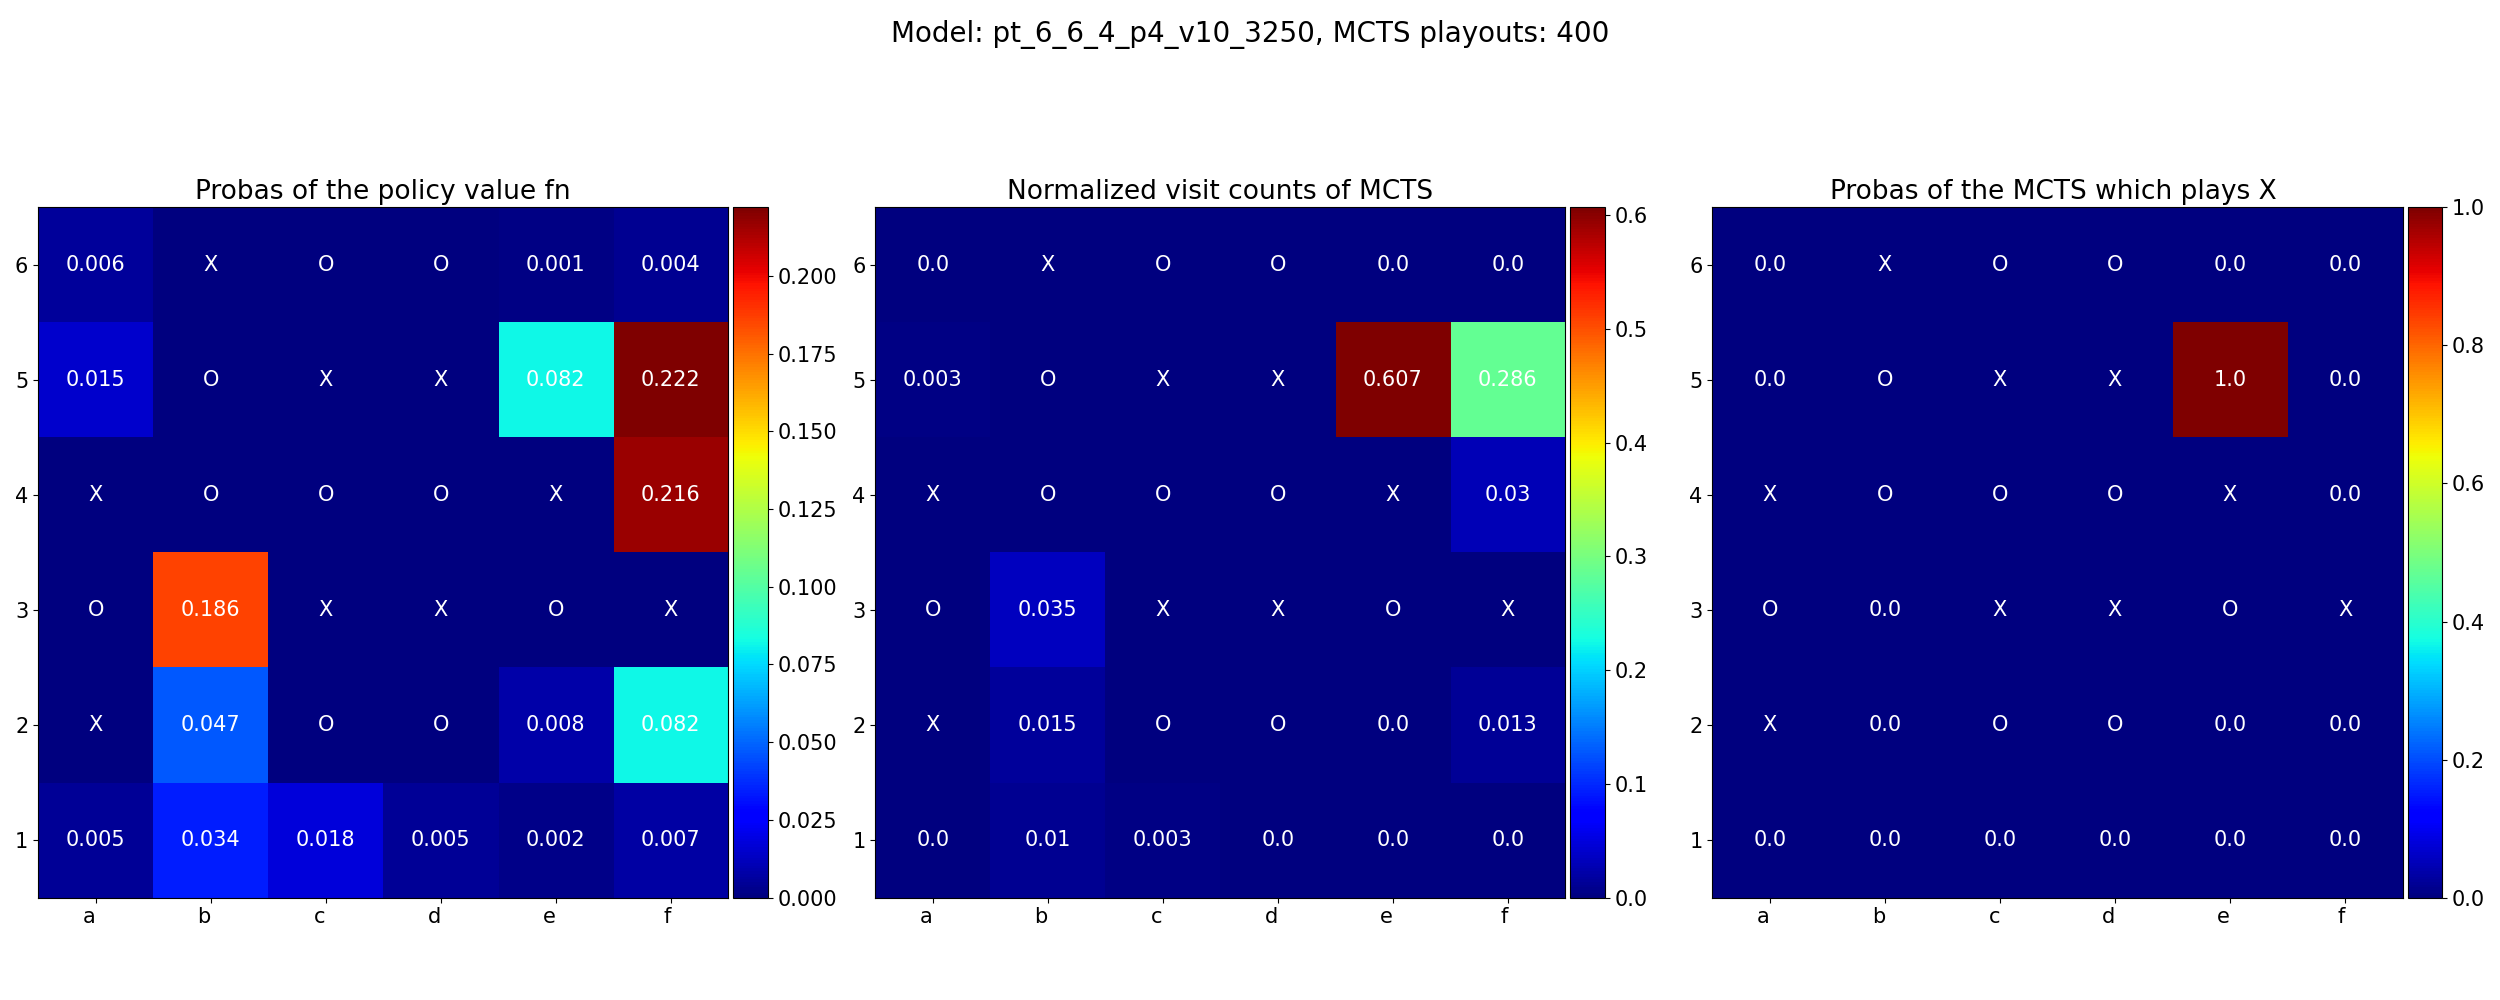 Model: pt_6_6_4_p4_v10_3250, MCTS playouts: 400
Probas of the policy value fn
6 0.006 X O O 0.001 0.004
5 0.015 O X X 0.082 0.222
4 X O O O X 0.216
3 O 0.186 X X O X
2 X 0.047 O O 0.008 0.082
1 0.005 0.034 0.018 0.005 0.002 0.007
a b c d e f
0.200
0.175
0.150
0.125
0.100
0.075
0.050
0.025
0.000
Normalized visit counts of MCTS
6 0.0 X O O 0.0 0.0
5 0.003 O X X 0.607 0.286
4 X O O O X 0.03
3 O 0.035 X X O X
2 X 0.015 O O 0.0 0.013
1 0.0 0.01 0.003 0.0 0.0 0.0
a b c d e f
0.6
0.5
0.4
0.3
0.2
0.1
0.0
Probas of the MCTS which plays X
6 0.0 X O O 0.0 0.0
5 0.0 O X X 1.0 0.0
4 X O O O X 0.0
3 O 0.0 X X O X
2 X 0.0 O O 0.0 0.0
1 0.0 0.0 0.0 0.0 0.0 0.0
a b c d e f
1.0
0.8
0.6
0.4
0.2
0.0